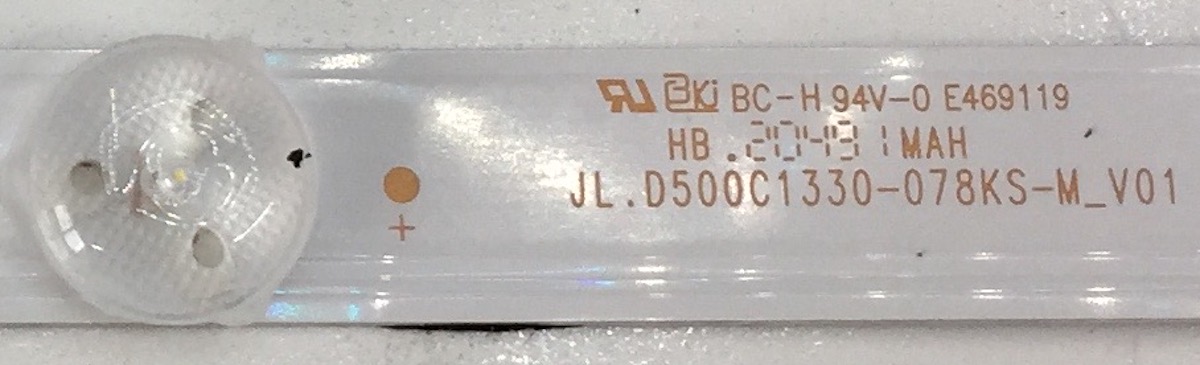 BC-H 94V-0 E469119
HB .20491MAH
JL.D500C1330-078KS-M_V01
+